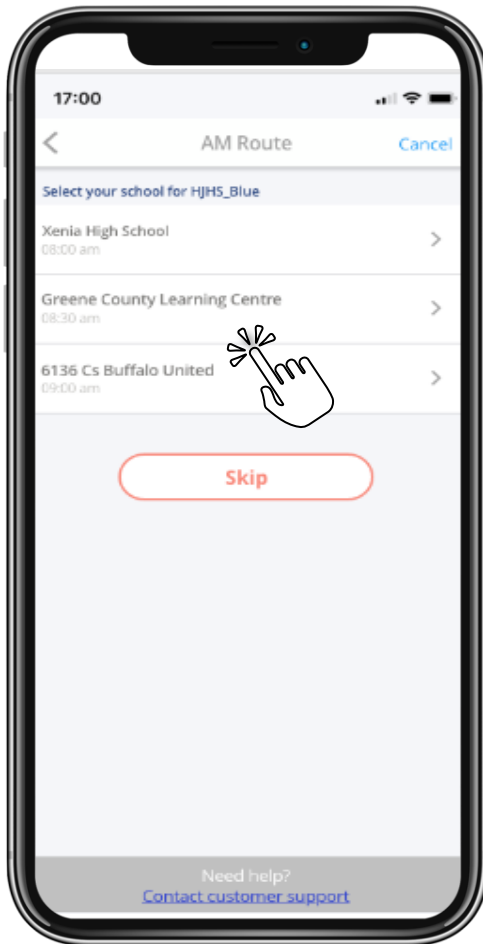 17:00
AM Route
Cancel
Select your school for HJHS_Blue
Xenia High School
08:00 am
Greene County Learning Centre
08:30 am
6136 Cs Buffalo United
09:00 am
Skip
Need help?
Contact customer support